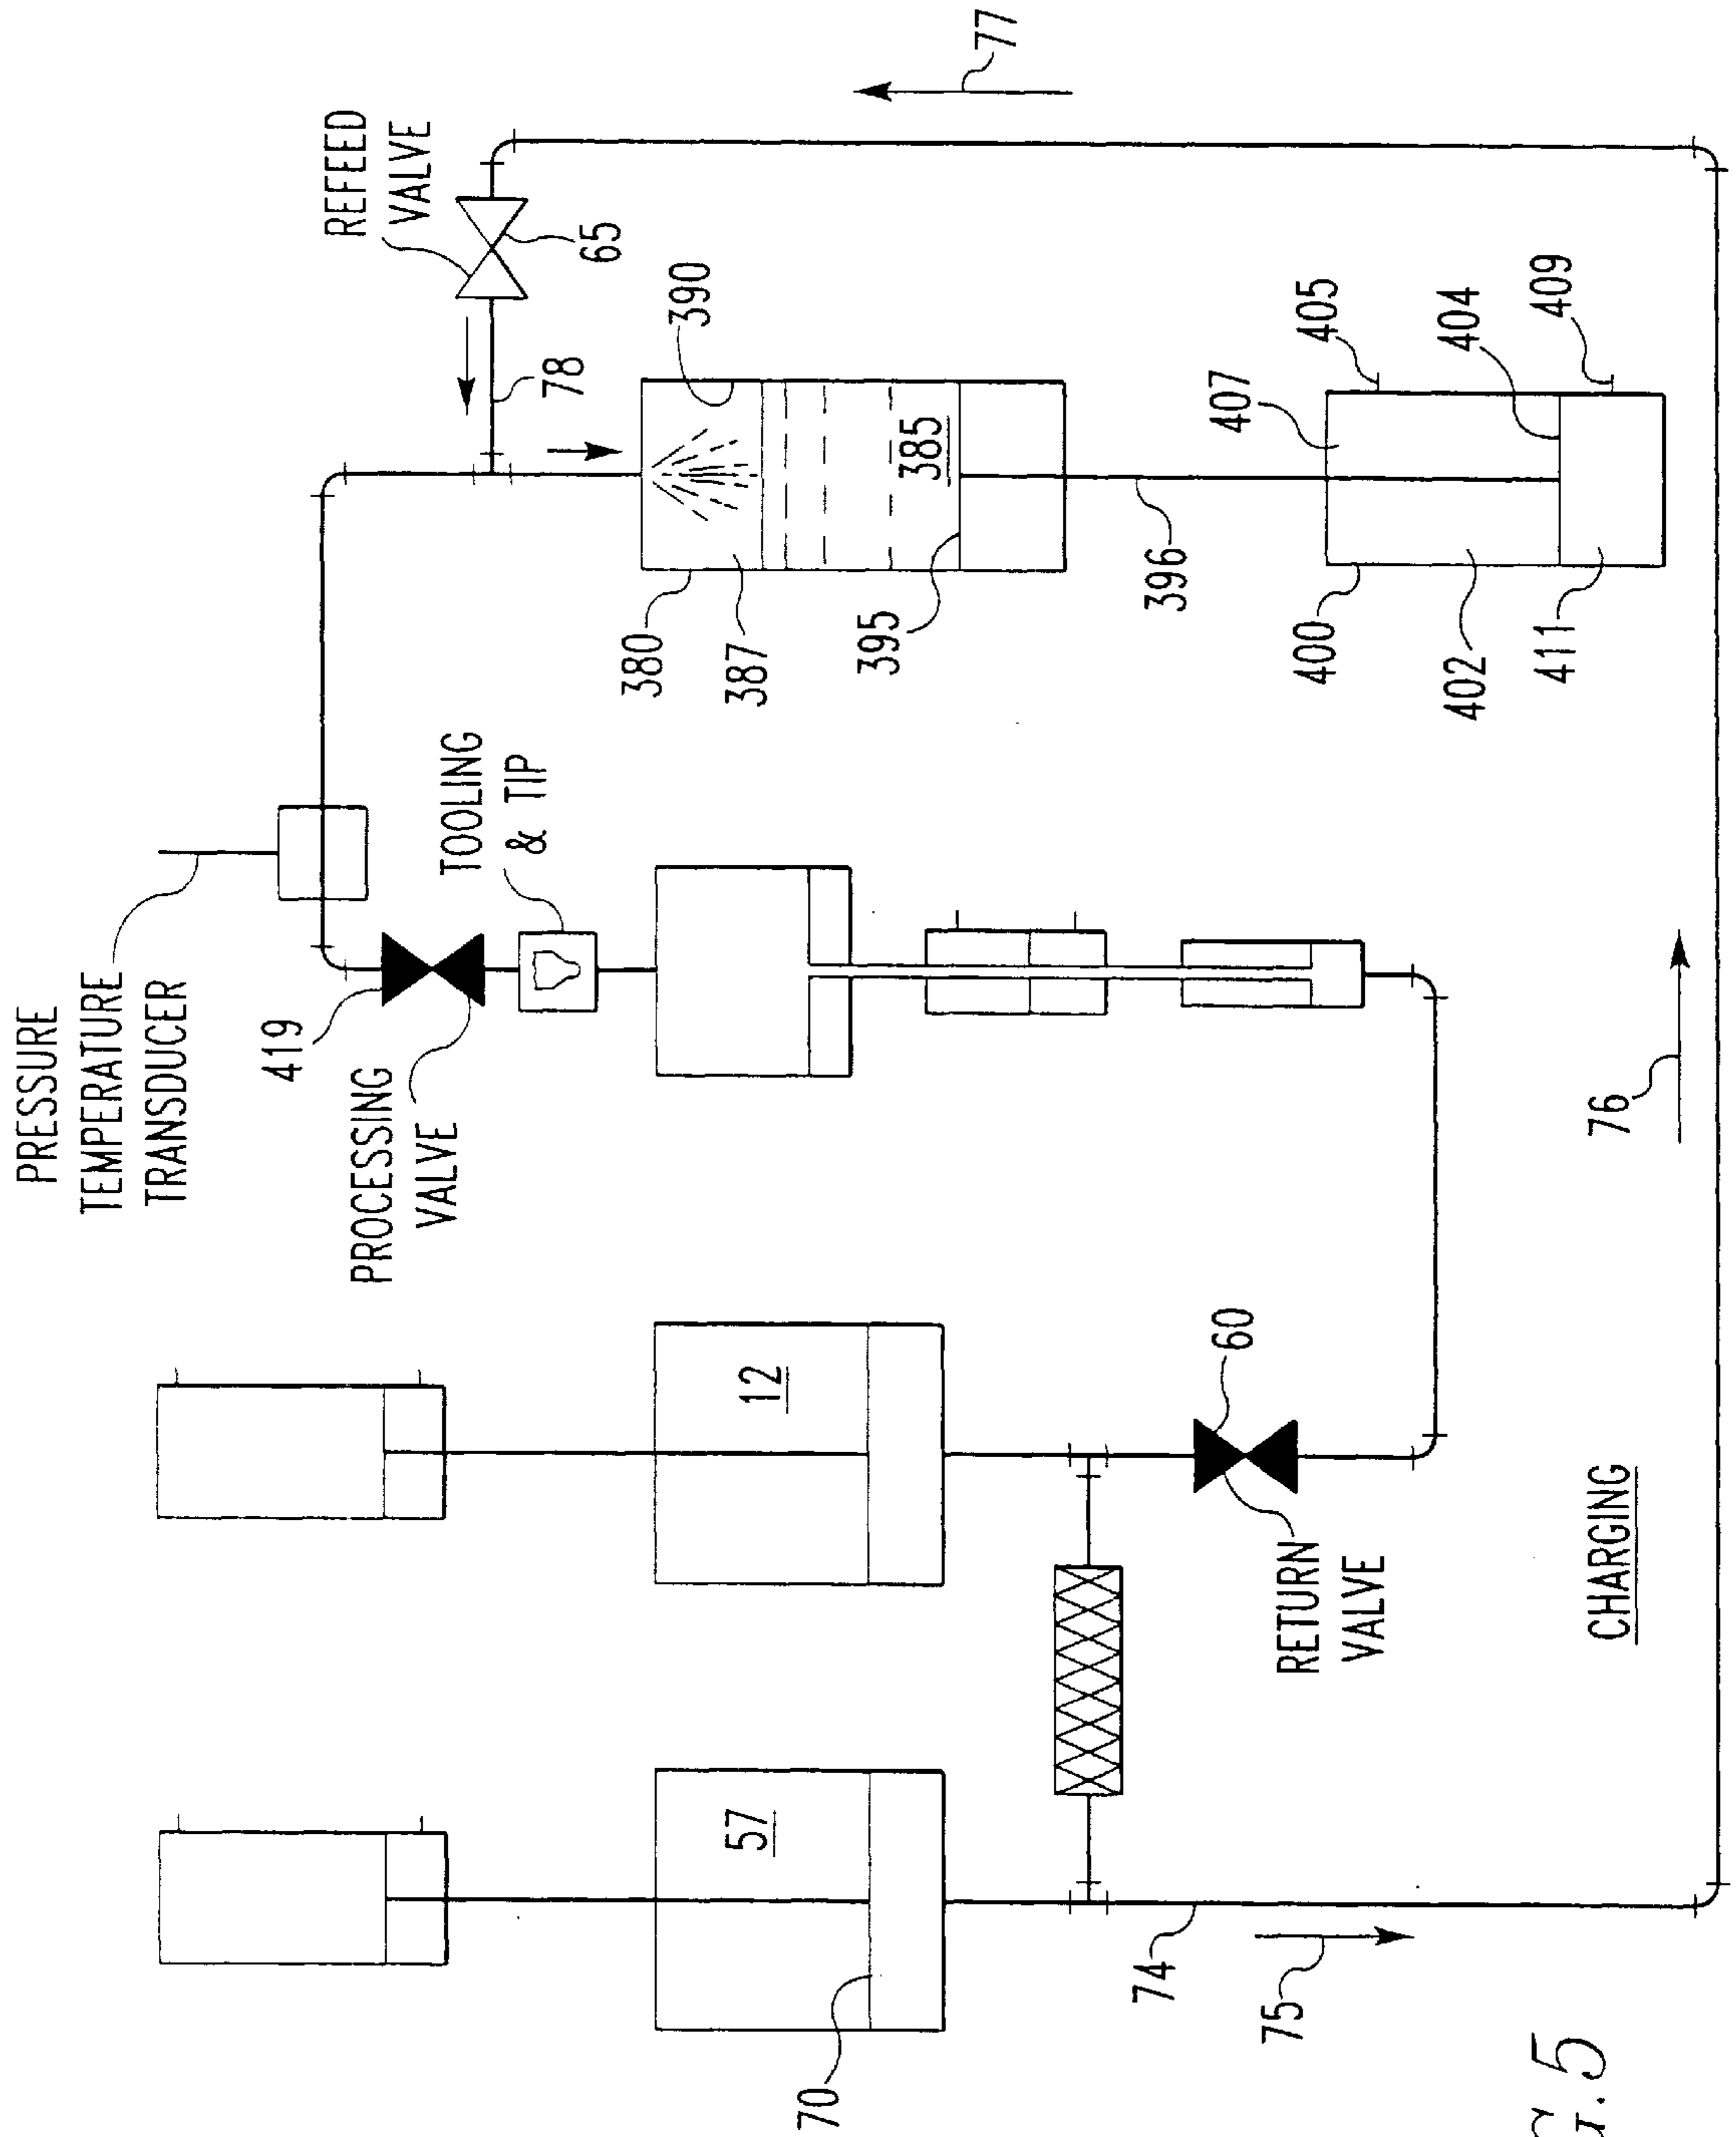 PRESSURE
TEMPERATURE
TRANSDUCER
419
PROCESSING
VALVE
TOOLING
& TIP
REFEED
VALVE
65
77
78
390
380
387
385
395
396
407
405
404
409
400
402
411
12
57
60
RETURN
VALVE
70
74
75
76
CHARGING
G.5